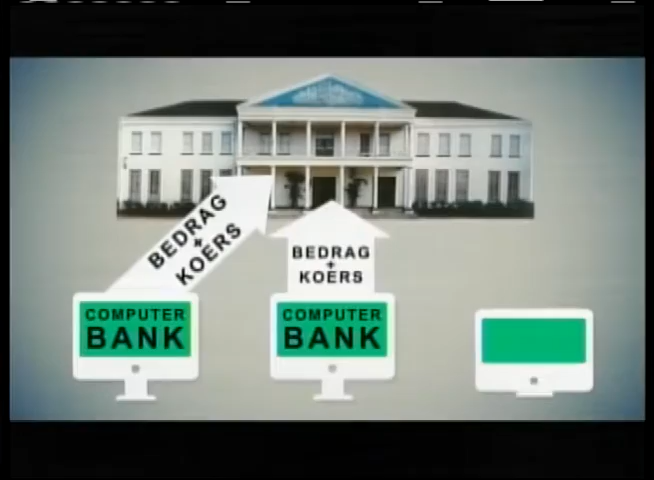 BEDRAG
+
KOERS
BEDRAG
+
KOERS
COMPUTER
BANK
COMPUTER
BANK